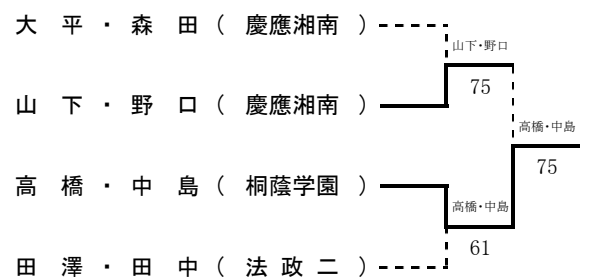 大平・森田(慶應湘南)
山下・野口
75
山下・野口(慶應湘南)
高橋・中島
75
高橋・中島(桐蔭学園)
高橋・中島
61
田澤・田中(法政二)